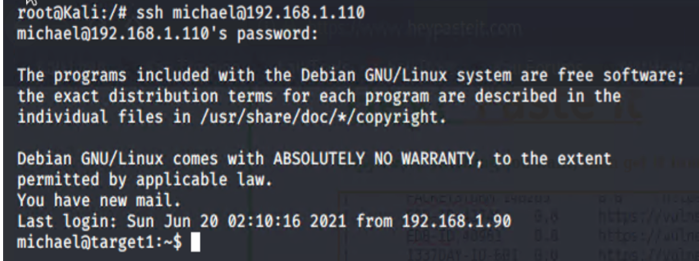 root@Kali:/# ssh michael@192.168.1.110
michael@192.168.1.110's password:
The programs included with the Debian GNU/Linux system are free software;
the exact distribution terms for each program are described in the
individual files in /usr/share/doc/*/copyright.
Debian GNU/Linux comes with ABSOLUTELY NO WARRANTY, to the extent
permitted by applicable law.
You have new mail.
Last login: Sun Jun 20 02:10:16 2021 from 192.168.1.90
michael@target1:~$